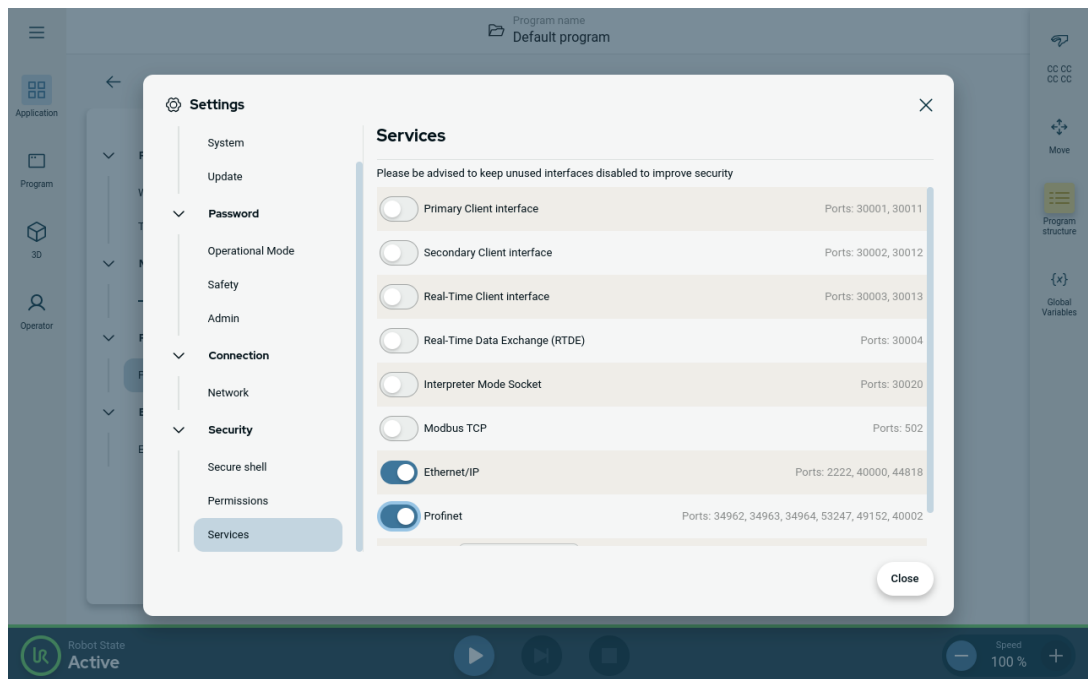 Program name
Default program
Application
Program
3D
Operator
Settings
System
Update
Password
Operational Mode
Safety
Admin
Connection
Network
Security
Secure shell
Permissions
Services
Services
Please be advised to keep unused interfaces disabled to improve security
Primary Client interface Ports: 30001, 30011
Secondary Client interface Ports: 30002, 30012
Real-Time Client interface Ports: 30003, 30013
Real-Time Data Exchange (RTDE) Ports: 30004
Interpreter Mode Socket Ports: 30020
Modbus TCP Ports: 502
Ethernet/IP Ports: 2222, 40000, 44818
Profinet Ports: 34962, 34963, 34964, 53247, 49152, 40002
Close
CC CC
CC CC
Move
Program
structure
{x}
Global
Variables
UR
Robot State
Active
Speed
100 %